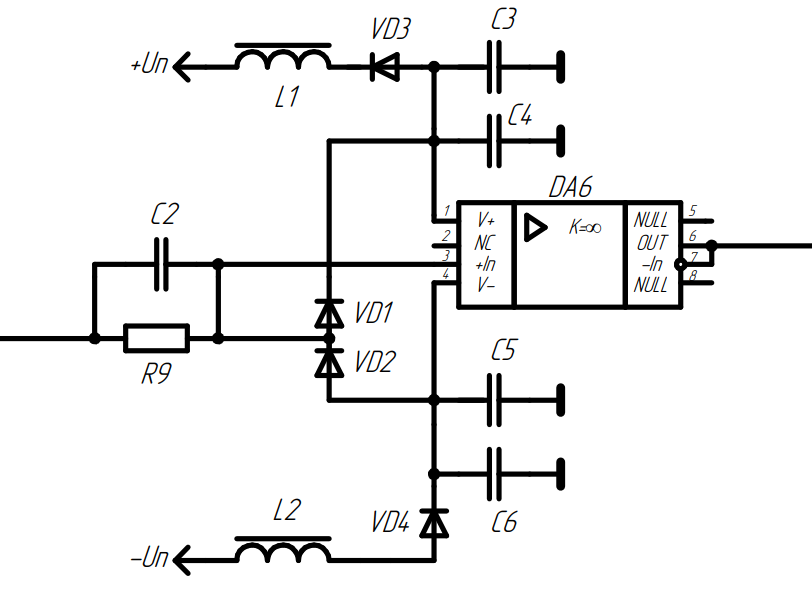 C3
VD3
+Uп
L1
C4
DA6
1 V+ NULL 5
2 NC K=∞ OUT 6
3 +In -In 7
4 V- NULL 8
C2
VD1
VD2
R9
C5
L2
VD4
C6
-Uп